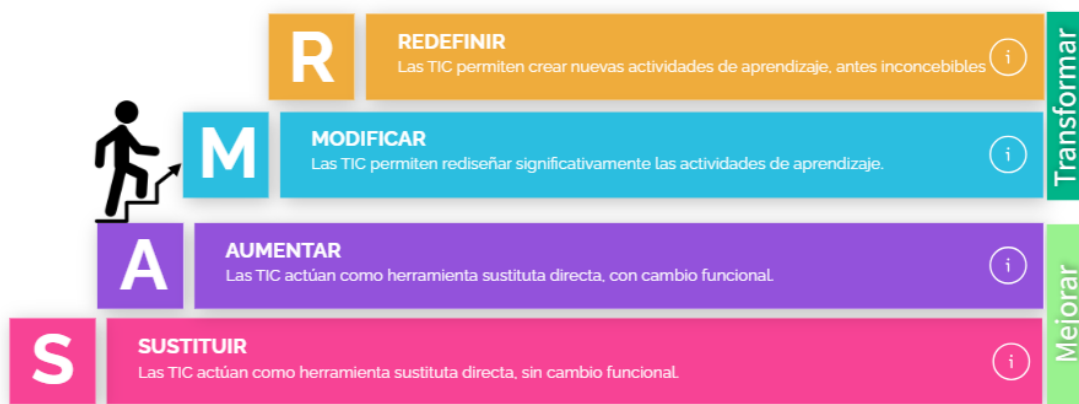 R
REDEFINIR
Las TIC permiten crear nuevas actividades de aprendizaje, antes inconcebibles
i
M
MODIFICAR
Las TIC permiten rediseñar significativamente las actividades de aprendizaje.
i
Transformar
A
AUMENTAR
Las TIC actúan como herramienta sustituta directa, con cambio funcional.
i
S
SUSTITUIR
Las TIC actúan como herramienta sustituta directa, sin cambio funcional.
i
Mejorar